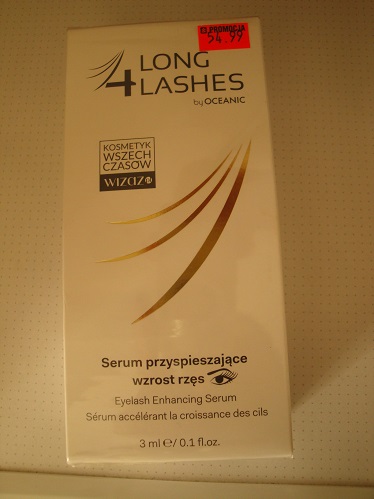 PROMOCJA
54.99
LONG
4 LASHES
by OCEANIC
KOSMETYK
WSZECH
CZASÓW
WIZAZ
Serum przyspieszające
wzrost rzęs
Eyelash Enhancing Serum
Sérum accélérant la croissance des cils
3 ml ℮/ 0.1 fl.oz.